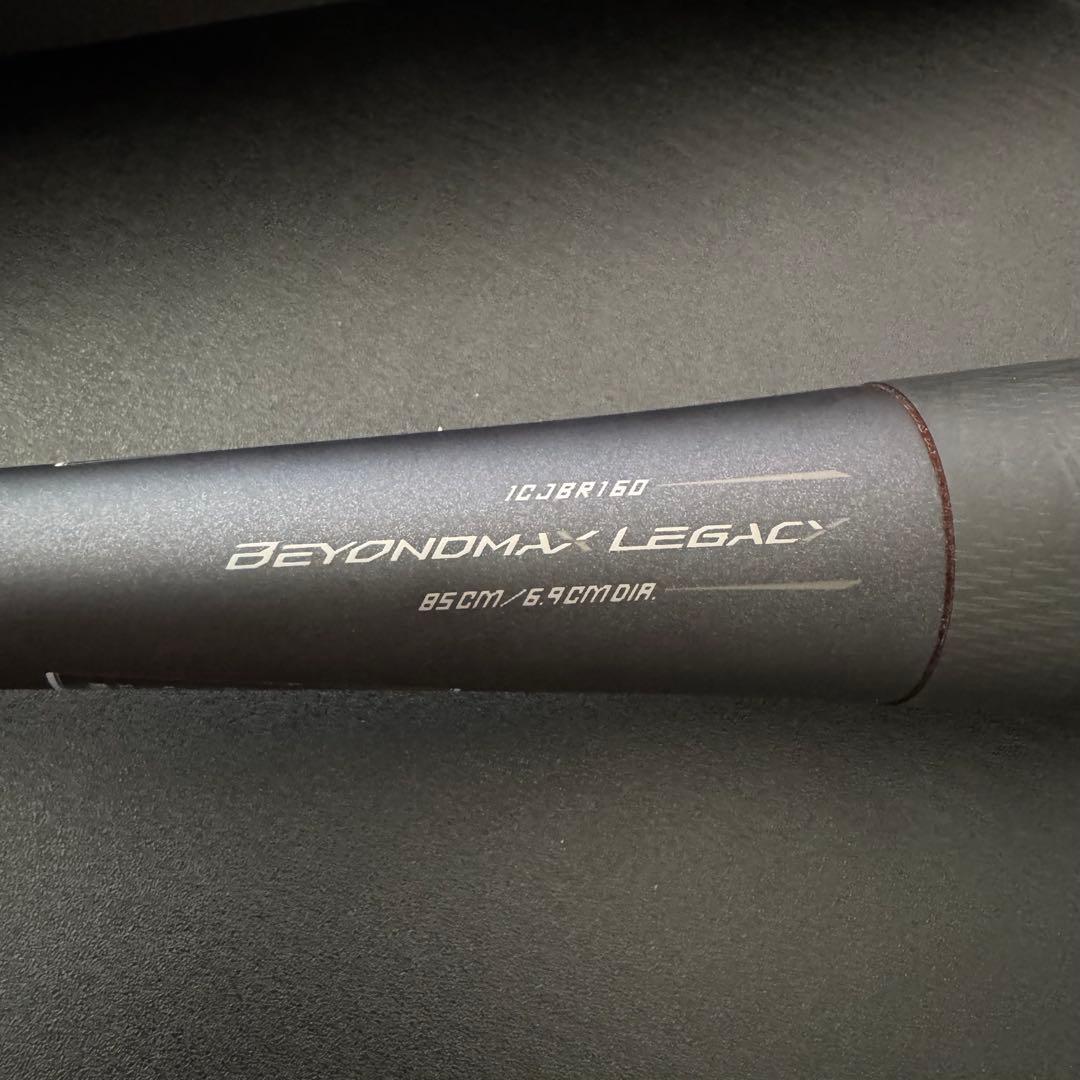 1CJBR160
BEYONDMAX LEGACY
85CM/6.9CMDIA.